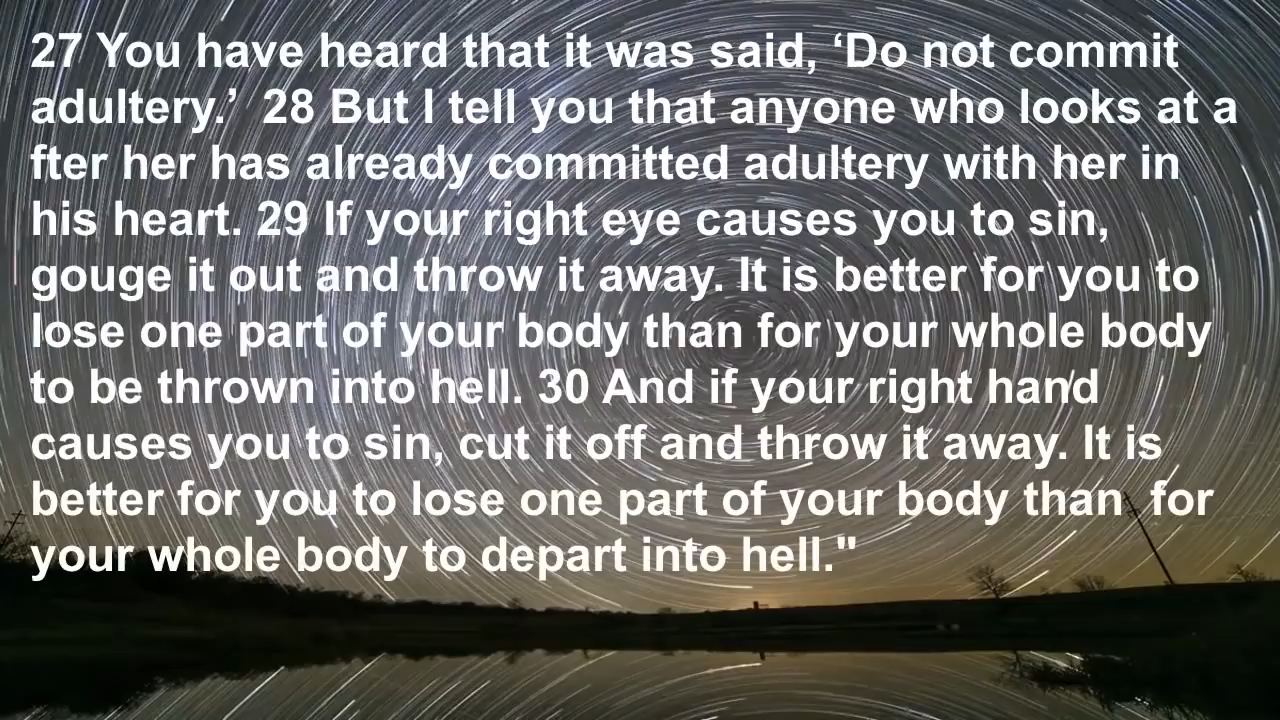 27 You have heard that it was said, ‘Do not commit
adultery.’  28 But I tell you that anyone who looks at a
fter her has already committed adultery with her in
his heart. 29 If your right eye causes you to sin,
gouge it out and throw it away. It is better for you to
lose one part of your body than for your whole body
to be thrown into hell. 30 And if your right hand
causes you to sin, cut it off and throw it away. It is
better for you to lose one part of your body than  for
your whole body to depart into hell."